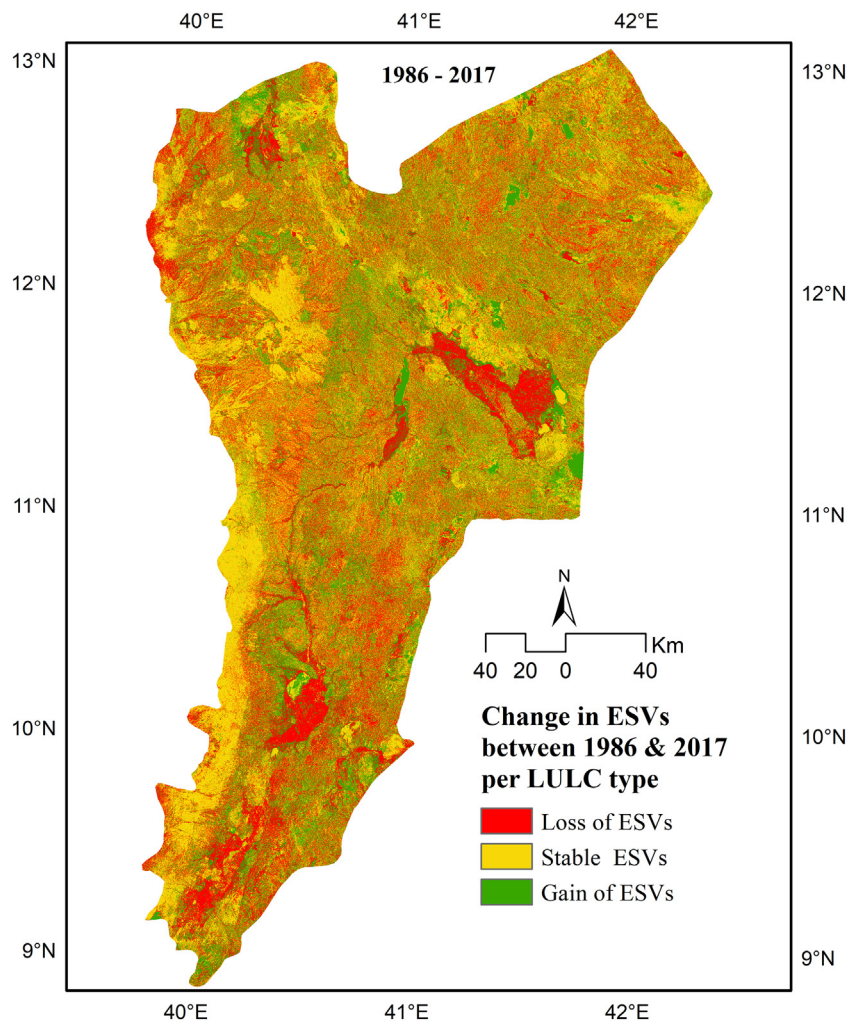 40°E 41°E 42°E
13°N 13°N
1986 - 2017
12°N 12°N
11°N 11°N
N
Km
40 20 0 40
10°N 10°N
Change in ESVs
between 1986 & 2017
per LULC type
Loss of ESVs
Stable ESVs
Gain of ESVs
9°N 9°N
40°E 41°E 42°E